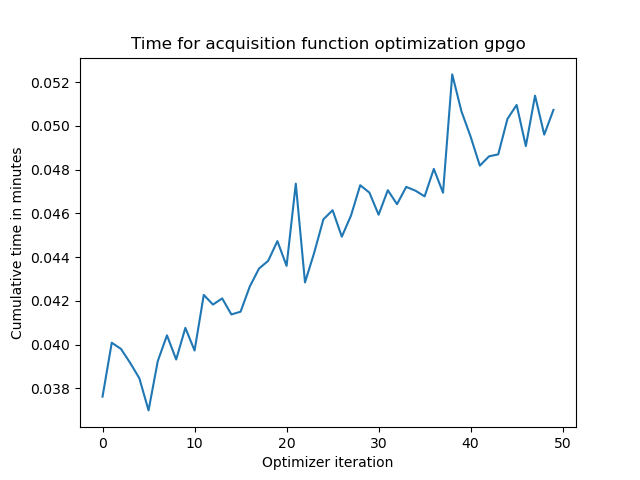 Time for acquisition function optimization gpgo
Cumulative time in minutes
0.052
0.050
0.048
0.046
0.044
0.042
0.040
0.038
0 10 20 30 40 50
Optimizer iteration